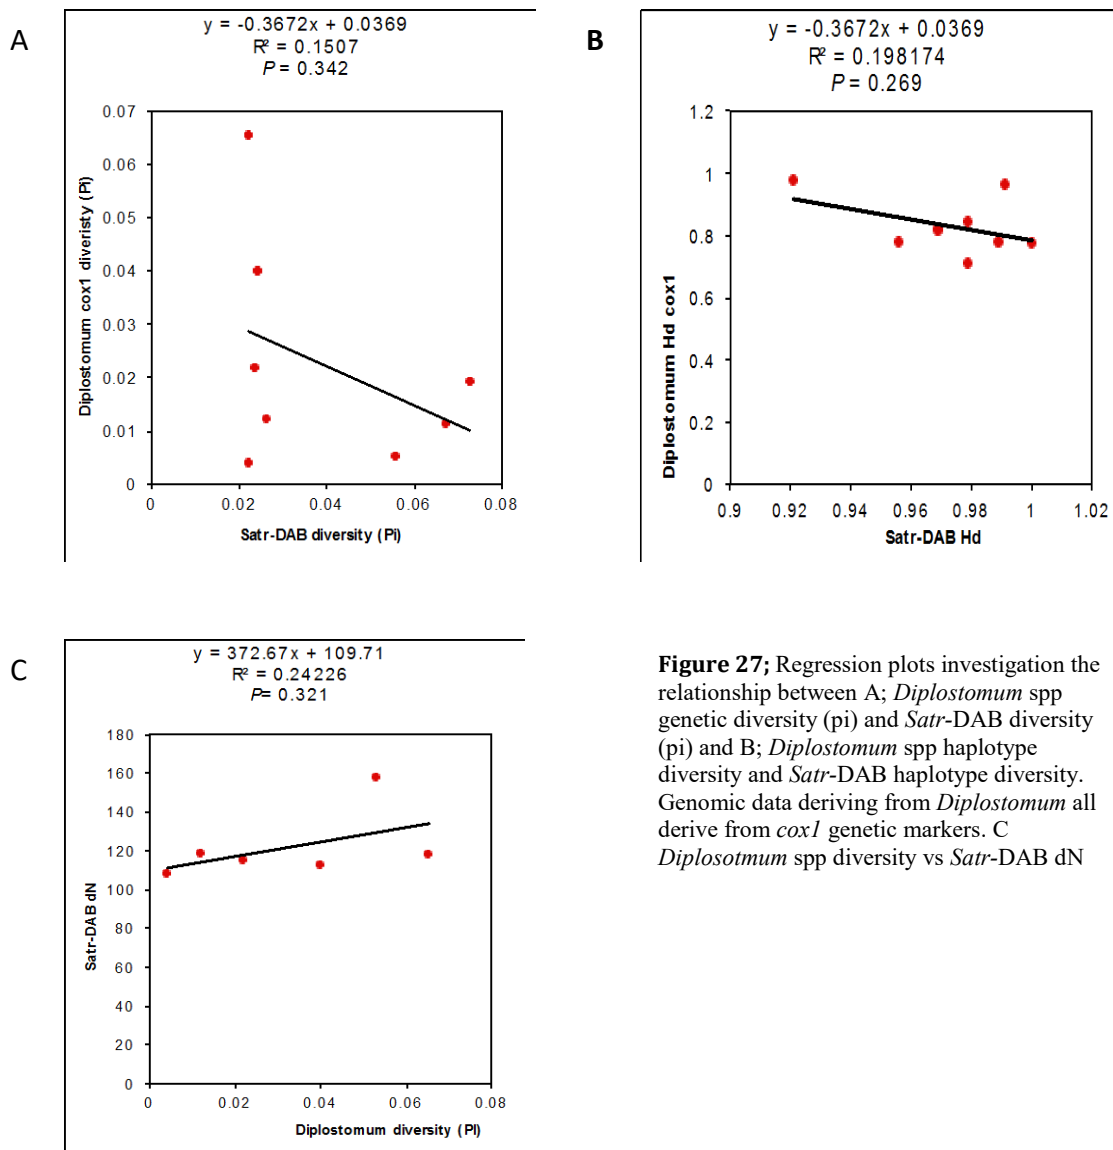 A
y = -0.3672x + 0.0369
R² = 0.1507
P = 0.342
0.07
0.06
0.05
0.04
0.03
0.02
0.01
0
Diplostomum cox1 diveristy (Pi)
0 0.02 0.04 0.06 0.08
Satr-DAB diversity (Pi)
B
y = -0.3672x + 0.0369
R² = 0.198174
P = 0.269
1.2
1
0.8
0.6
0.4
0.2
0
Diplostomum Hd cox1
0.9 0.92 0.94 0.96 0.98 1 1.02
Satr-DAB Hd
C
y = 372.67x + 109.71
R² = 0.24226
P= 0.321
180
160
140
120
100
80
60
40
20
0
Satr-DAB dN
0 0.02 0.04 0.06 0.08
Diplostomum diversity (PI)
Figure 27; Regression plots investigation the
relationship between A; Diplostomum spp
genetic diversity (pi) and Satr-DAB diversity
(pi) and B; Diplostomum spp haplotype
diversity and Satr-DAB haplotype diversity.
Genomic data deriving from Diplostomum all
derive from cox1 genetic markers. C
Diplosotmum spp diversity vs Satr-DAB dN